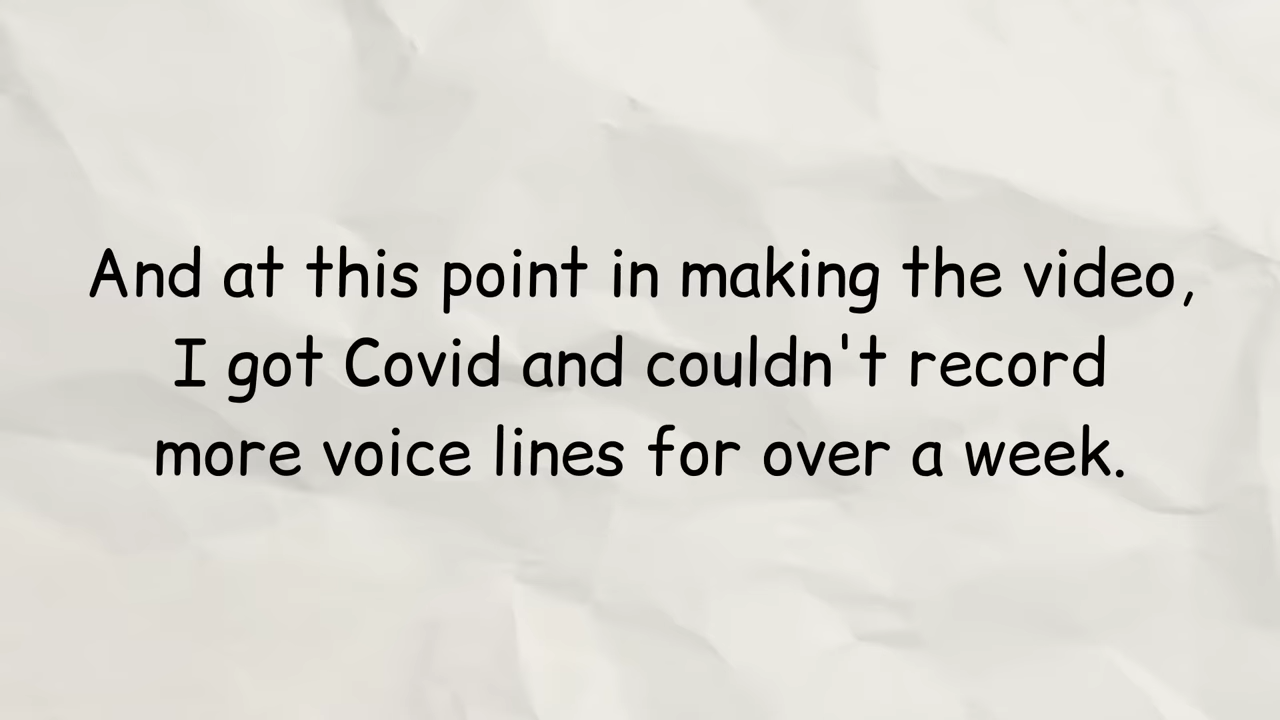 And at this point in making the video,
I got Covid and couldn't record
more voice lines for over a week.